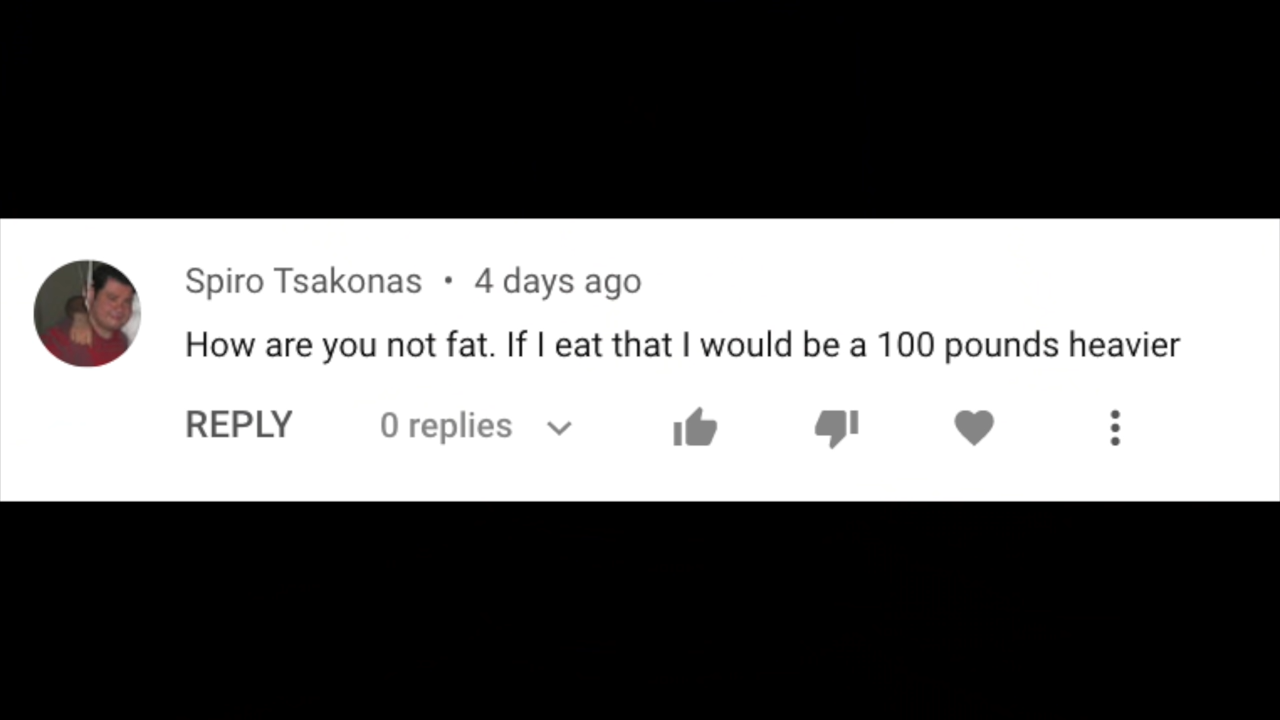 Spiro Tsakonas • 4 days ago
How are you not fat. If I eat that I would be a 100 pounds heavier
REPLY 0 replies